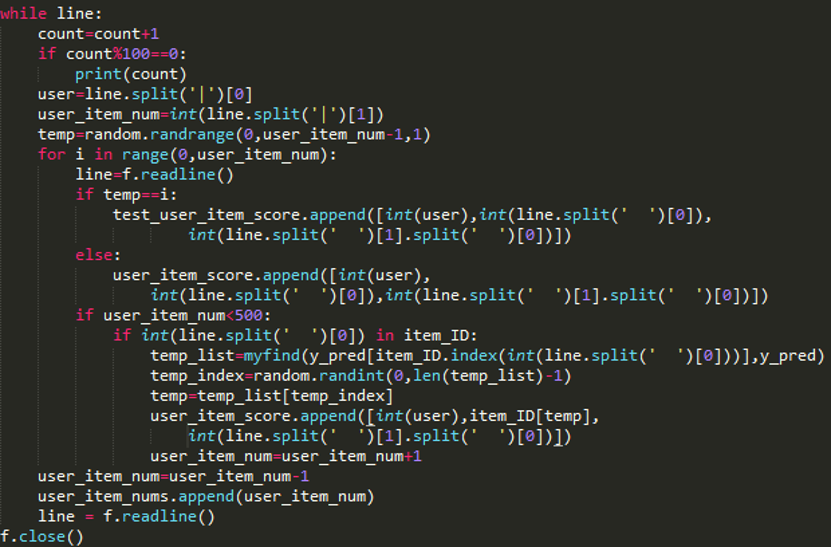 while line:
    count=count+1
    if count%100==0:
        print(count)
    user=line.split('|')[0]
    user_item_num=int(line.split('|')[1])
    temp=random.randrange(0,user_item_num-1,1)
    for i in range(0,user_item_num):
        line=f.readline()
        if temp==i:
            test_user_item_score.append([int(user),int(line.split('  ')[0]),
                    int(line.split('  ')[1].split('  ')[0])])
        else:
            user_item_score.append([int(user),
                int(line.split('  ')[0]),int(line.split('  ')[1].split('  ')[0])])
        if user_item_num<500:
            if int(line.split('  ')[0]) in item_ID:
                temp_list=myfind(y_pred[item_ID.index(int(line.split('  ')[0]))],y_pred)
                temp_index=random.randint(0,len(temp_list)-1)
                temp=temp_list[temp_index]
                user_item_score.append([int(user),item_ID[temp],
                    int(line.split('  ')[1].split('  ')[0])])
                user_item_num=user_item_num+1
    user_item_num=user_item_num-1
    user_item_nums.append(user_item_num)
    line = f.readline()
f.close()